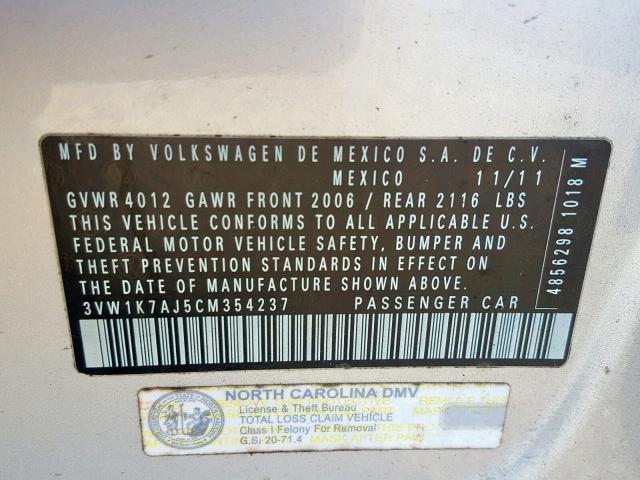 MFD BY VOLKSWAGEN DE MEXICO S.A. DE C.V.
MEXICO 11/11
GVWR 4012 GAWR FRONT 2006 / REAR 2116 LBS
THIS VEHICLE CONFORMS TO ALL APPLICABLE U.S.
FEDERAL MOTOR VEHICLE SAFETY, BUMPER AND
THEFT PREVENTION STANDARDS IN EFFECT ON
THE DATE OF MANUFACTURE SHOWN ABOVE.
3VW1K7AJ5CM354237 PASSENGER CAR
4856298 1018 M
NORTH CAROLINA DMV
License & Theft Bureau
TOTAL LOSS CLAIM VEHICLE
Class I Felony For Removal
G.S. 20-71.4
MASK AFTER